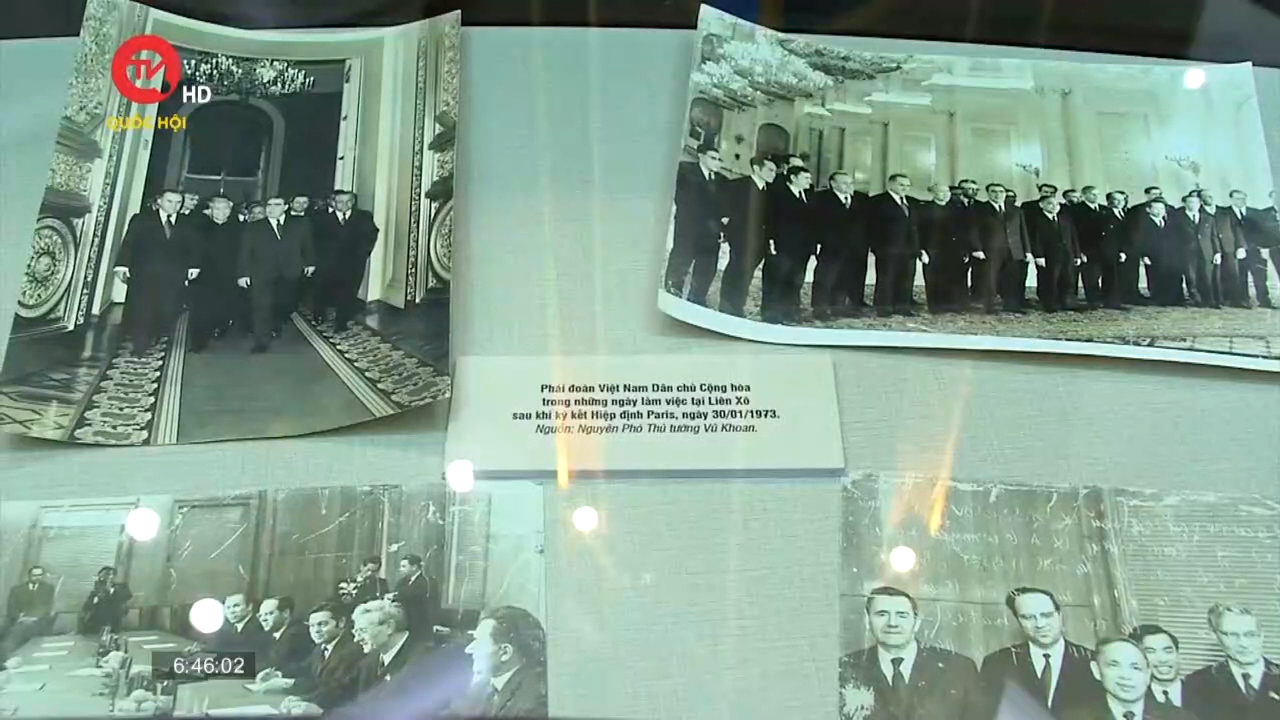 TV
HD
QUỐC HỘI
Phái đoàn Việt Nam Dân chủ Cộng hòa
trong những ngày làm việc tại Liên Xô
sau khi ký kết Hiệp định Paris, ngày 30/01/1973.
Nguồn: Nguyên Phó Thủ tướng Vũ Khoan.
6:46:02